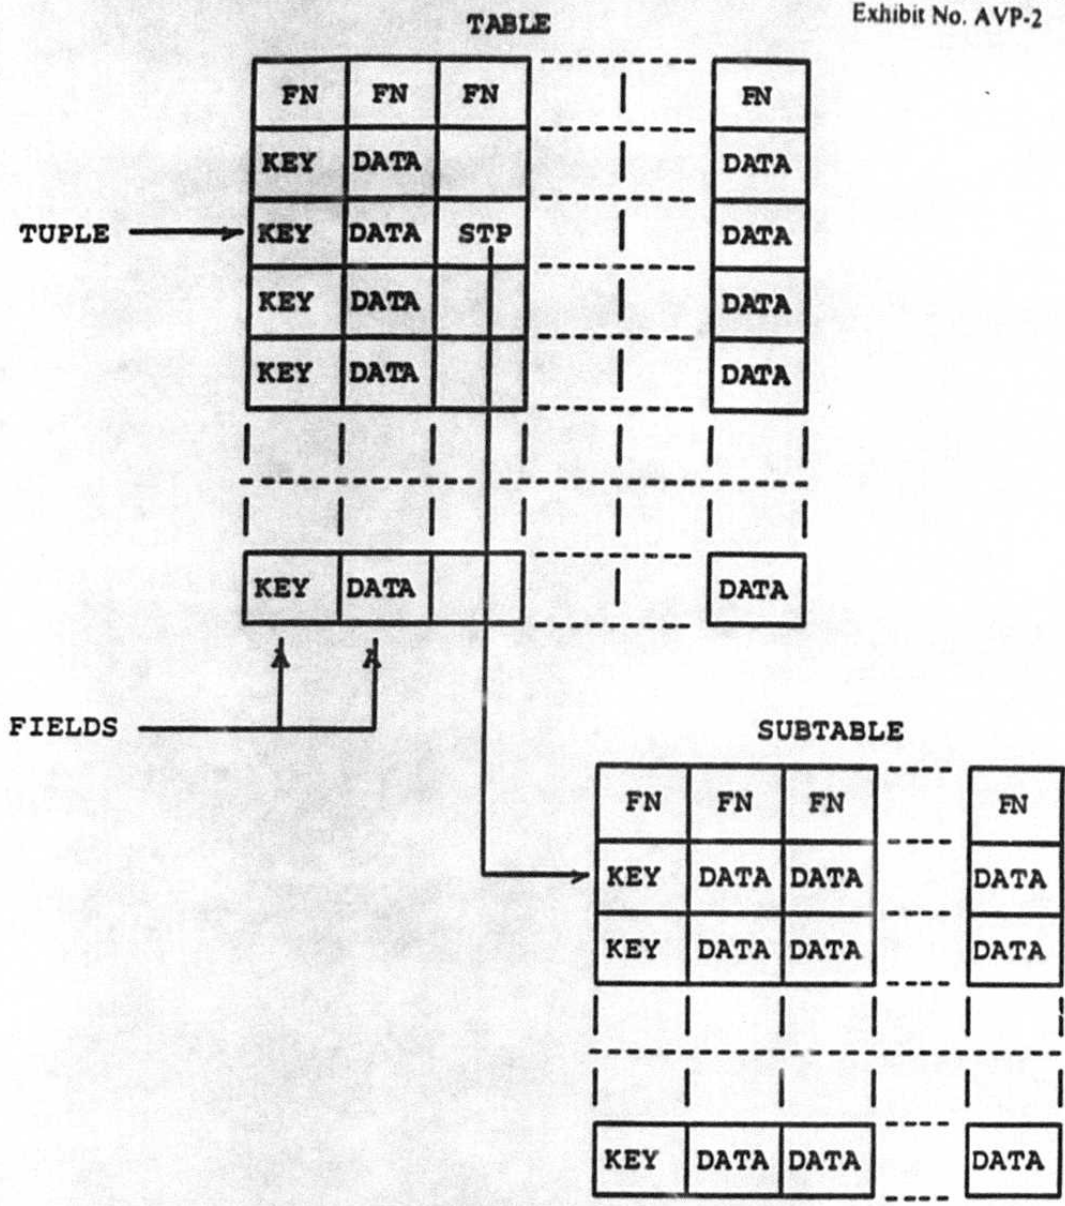 Exhibit No. AVP-2
TABLE
FN FN FN FN
KEY DATA DATA
TUPLE KEY DATA STP DATA
KEY DATA DATA
KEY DATA DATA
KEY DATA DATA
A A
FIELDS
SUBTABLE
FN FN FN FN
KEY DATA DATA DATA
KEY DATA DATA DATA
KEY DATA DATA DATA